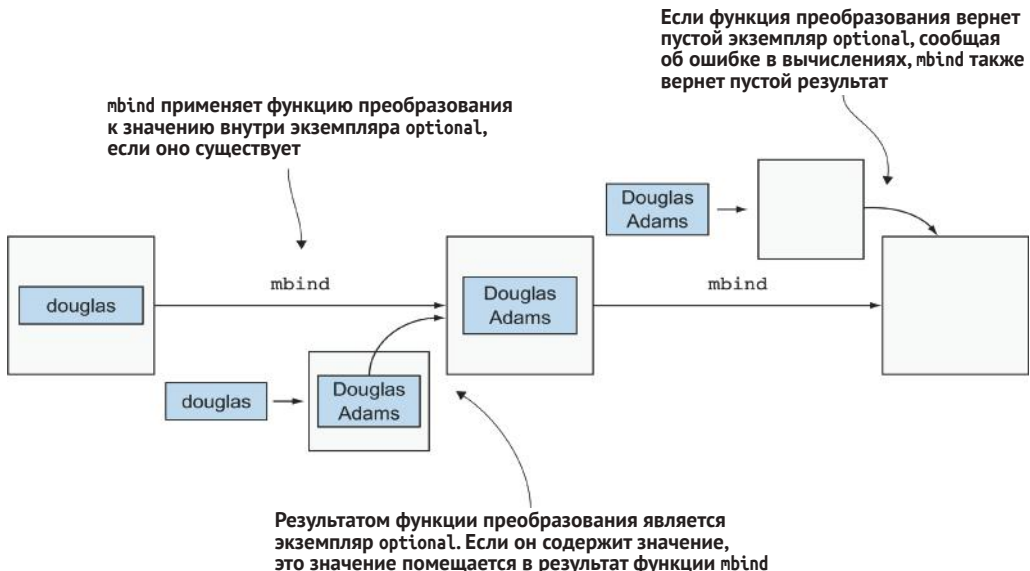 Если функция преобразования вернет
пустой экземпляр optional, сообщая
об ошибке в вычислениях, mbind также
вернет пустой результат
mbind применяет функцию преобразования
к значению внутри экземпляра optional,
если оно существует
Douglas
Adams
douglas
mbind
Douglas
Adams
mbind
douglas
Douglas
Adams
Результатом функции преобразования является
экземпляр optional. Если он содержит значение,
это значение помещается в результат функции mbind